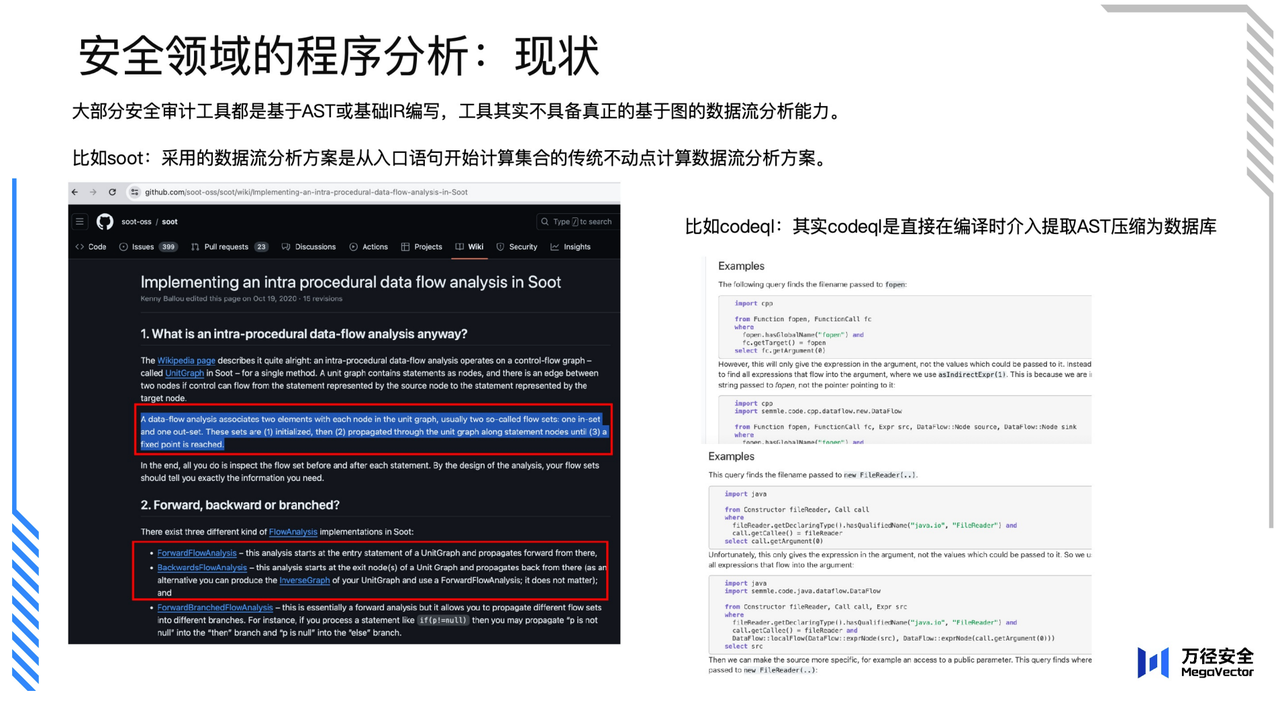 安全领域的程序分析：现状
大部分安全审计工具都是基于AST或基础IR编写，工具其实不具备真正的基于图的数据流分析能力。
比如soot：采用的数据流分析方案是从入口语句开始计算集合的传统不动点计算数据流分析方案。
github.com/soot-oss/soot/wiki/Implementing-an-intra-procedural-data-flow-analysis-in-Soot
soot-oss / soot
Type / to search
Code Issues 399 Pull requests 23 Discussions Actions Projects Wiki Security Insights
Implementing an intra procedural data flow analysis in Soot
Kenny Ballou edited this page on Oct 19, 2020 · 15 revisions
1. What is an intra-procedural data-flow analysis anyway?
The Wikipedia page describes it quite alright: an intra-procedural data-flow analysis operates on a control-flow graph –
called UnitGraph in Soot – for a single method. A unit graph contains statements as nodes, and there is an edge between
two nodes if control can flow from the statement represented by the source node to the statement represented by the
target node.
A data-flow analysis associates two elements with each node in the unit graph, usually two so-called flow sets: one in-set
and one out-set. These sets are (1) initialized, then (2) propagated through the unit graph along statement nodes until (3) a
fixed point is reached.
In the end, all you do is inspect the flow set before and after each statement. By the design of the analysis, your flow sets
should tell you exactly the information you need.
2. Forward, backward or branched?
There exist three different kind of FlowAnalysis implementations in Soot:
• ForwardFlowAnalysis – this analysis starts at the entry statement of a UnitGraph and propagates forward from there,
• BackwardsFlowAnalysis – this analysis starts at the exit node(s) of a Unit Graph and propagates back from there (as an
alternative you can produce the InverseGraph of your UnitGraph and use a ForwardFlowAnalysis; it does not matter);
and
• ForwardBranchedFlowAnalysis – this is essentially a forward analysis but it allows you to propagate different flow sets
into different branches. For instance, if you process a statement like if(p!=null) then you may propagate “p is not
null” into the “then” branch and “p is null” into the “else” branch.
比如codeql：其实codeql是直接在编译时介入提取AST压缩为数据库
Examples
The following query finds the filename passed to fopen:
import cpp
from Function fopen, FunctionCall fc
where
fopen.hasGlobalName("fopen") and
fc.getTarget() = fopen
select fc.getArgument(0)
However, this will only give the expression in the argument, not the values which could be passed to it. Instead
to find all expressions that flow into the argument, where we use asIndirectExpr(1). This is because we are i
string passed to fopen, not the pointer pointing to it:
import cpp
import semmle.code.cpp.dataflow.new.DataFlow
from Function fopen, FunctionCall fc, Expr src, DataFlow::Node source, DataFlow::Node sink
where
fopen.hasGlobalName("fopen") and
Examples
This query finds the filename passed to new FileReader(..).
import java
from Constructor fileReader, Call call
where
fileReader.getDeclaringType().hasQualifiedName("java.io", "FileReader") and
call.getCallee() = fileReader
select call.getArgument(0)
Unfortunately, this only gives the expression in the argument, not the values which could be passed to it. So we u
all expressions that flow into the argument:
import java
import semmle.code.java.dataflow.DataFlow
from Constructor fileReader, Call call, Expr src
where
fileReader.getDeclaringType().hasQualifiedName("java.io", "FileReader") and
call.getCallee() = fileReader and
DataFlow::localFlow(DataFlow::exprNode(src), DataFlow::exprNode(call.getArgument(0)))
select src
Then we can make the source more specific, for example an access to a public parameter. This query finds where
passed to new FileReader(..):
万径安全
MegaVector